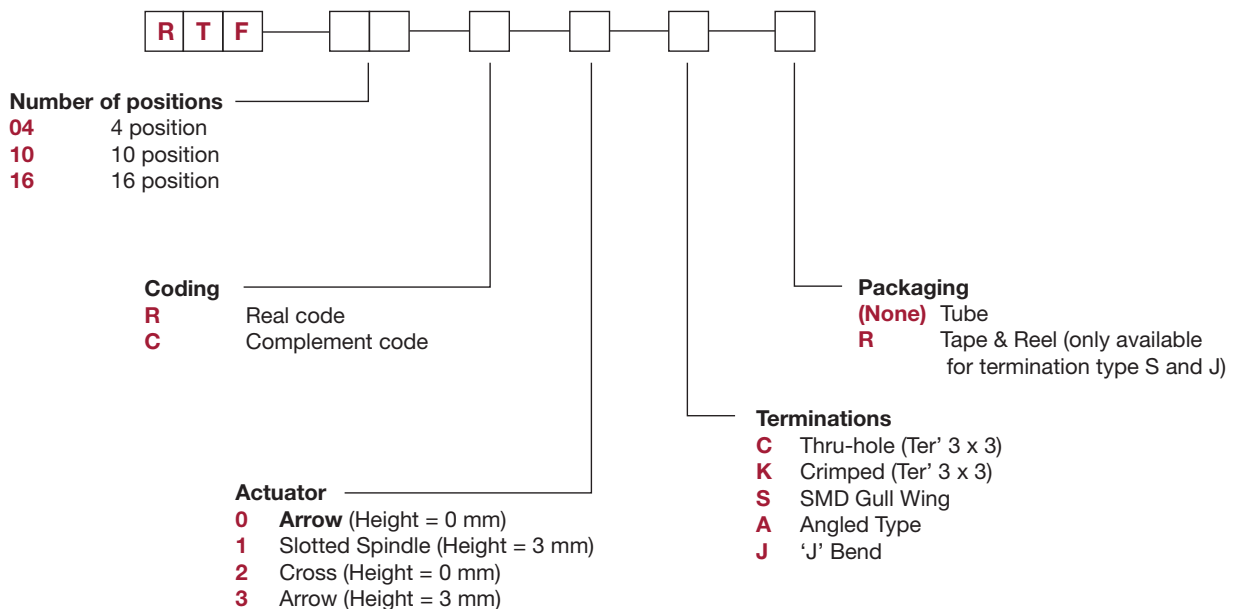 R T F
Number of positions
04 4 position
10 10 position
16 16 position
Coding
R Real code
C Complement code
Packaging
(None) Tube
R Tape & Reel (only available
for termination type S and J)
Terminations
C Thru-hole (Ter’ 3 x 3)
K Crimped (Ter’ 3 x 3)
S SMD Gull Wing
A Angled Type
J ‘J’ Bend
Actuator
0 Arrow (Height = 0 mm)
1 Slotted Spindle (Height = 3 mm)
2 Cross (Height = 0 mm)
3 Arrow (Height = 3 mm)